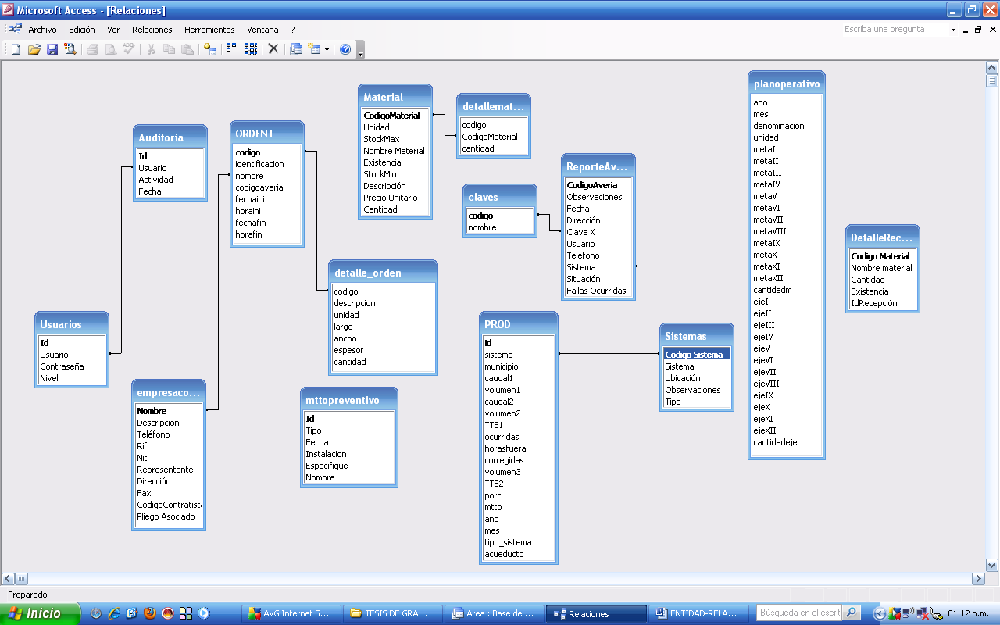 Microsoft Access - [Relaciones]
Archivo Edición Ver Relaciones Herramientas Ventana ? Escriba una pregunta
Auditoria
Id
Usuario
Actividad
Fecha
ORDENT
codigo
identificacion
nombre
codigoaveria
fechaini
horaini
fechafin
horafin
Material
CodigoMaterial
Unidad
StockMax
Nombre Material
Existencia
StockMin
Descripción
Precio Unitario
Cantidad
detallemat...
codigo
CodigoMaterial
cantidad
claves
codigo
nombre
ReporteAv...
CodigoAveria
Observaciones
Fecha
Dirección
Clave X
Usuario
Teléfono
Sistema
Situación
Fallas Ocurridas
planoperativo
ano
mes
denominacion
unidad
metaI
metaII
metaIII
metaIV
metaV
metaVI
metaVII
metaVIII
metaIX
metaX
metaXI
metaXII
cantidadm
ejeI
ejeII
ejeIII
ejeIV
ejeV
ejeVI
ejeVII
ejeVIII
ejeIX
ejeX
ejeXI
ejeXII
cantidadeje
DetalleRec...
Codigo Material
Nombre material
Cantidad
Existencia
IdRecepción
Usuarios
Id
Usuario
Contraseña
Nivel
detalle_orden
codigo
descripcion
unidad
largo
ancho
espesor
cantidad
empresaco...
Nombre
Descripción
Teléfono
Rif
Nit
Representante
Dirección
Fax
CodigoContratist
Pliego Asociado
mttopreventivo
Id
Tipo
Fecha
Instalacion
Especifique
Nombre
PROD
id
sistema
municipio
caudal1
volumen1
caudal2
volumen2
TTS1
ocurridas
horasfuera
corregidas
volumen3
TTS2
porc
mtto
ano
mes
tipo_sistema
acueducto
Sistemas
Codigo Sistema
Sistema
Ubicación
Observaciones
Tipo
Preparado
Inicio AVG Internet S... TESIS DE GRA... Area : Base de ... Relaciones ENTIDAD-RELA... Búsqueda en el escrit 01:12 p.m.